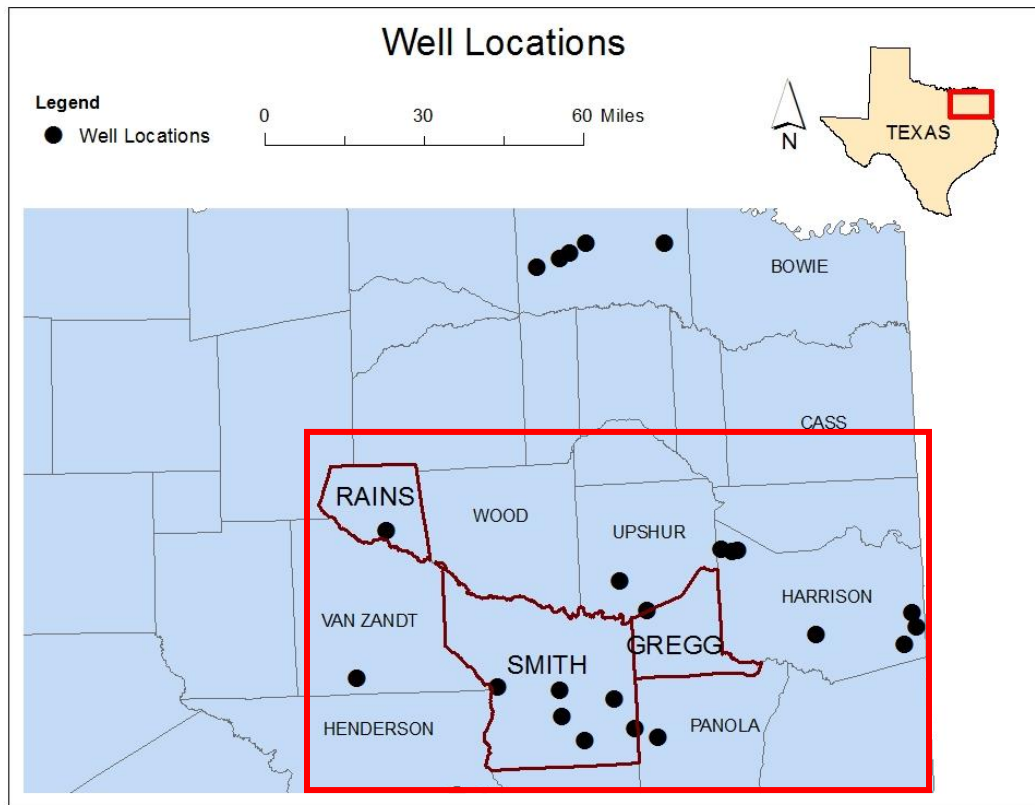 Well Locations
Legend
Well Locations
0 30 60 Miles
N
TEXAS
BOWIE
CASS
RAINS
WOOD
UPSHUR
HARRISON
VAN ZANDT
GREGG
SMITH
HENDERSON
PANOLA